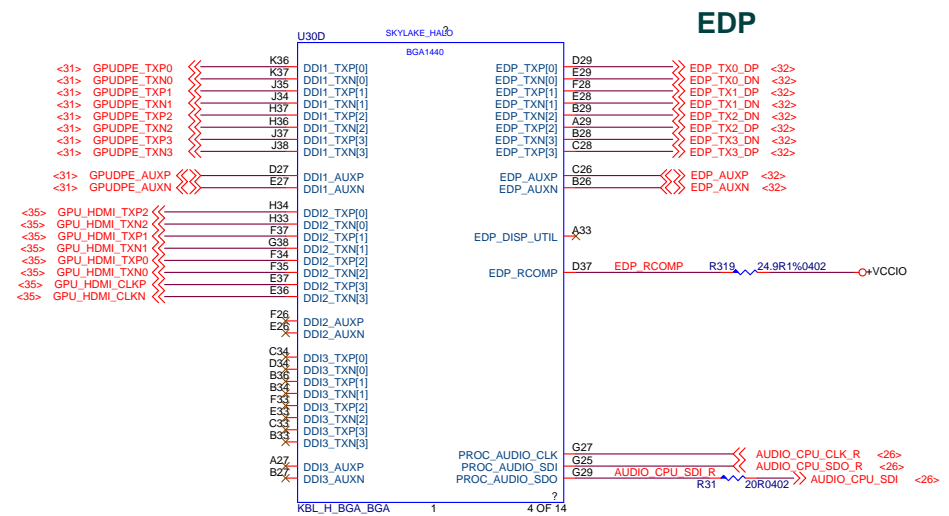 EDP
?
U30D
SKYLAKE_HALO
BGA1440
<31> GPUDPE_TXP0 K36 DDI1_TXP[0] EDP_TXP[0] D29 EDP_TX0_DP <32>
<31> GPUDPE_TXN0 K37 DDI1_TXN[0] EDP_TXN[0] E29 EDP_TX0_DN <32>
<31> GPUDPE_TXP1 J35 DDI1_TXP[1] EDP_TXP[1] F28 EDP_TX1_DP <32>
<31> GPUDPE_TXN1 J34 DDI1_TXN[1] EDP_TXN[1] E28 EDP_TX1_DN <32>
<31> GPUDPE_TXP2 H37 DDI1_TXP[2] EDP_TXN[2] B29 EDP_TX2_DN <32>
<31> GPUDPE_TXN2 H36 DDI1_TXN[2] EDP_TXP[2] A29 EDP_TX2_DP <32>
<31> GPUDPE_TXP3 J37 DDI1_TXP[3] EDP_TXN[3] B28 EDP_TX3_DN <32>
<31> GPUDPE_TXN3 J38 DDI1_TXN[3] EDP_TXP[3] C28 EDP_TX3_DP <32>
<31> GPUDPE_AUXP D27 DDI1_AUXP EDP_AUXP C26 EDP_AUXP <32>
<31> GPUDPE_AUXN E27 DDI1_AUXN EDP_AUXN B26 EDP_AUXN <32>
<35> GPU_HDMI_TXP2 H34 DDI2_TXP[0]
<35> GPU_HDMI_TXN2 H33 DDI2_TXN[0]
<35> GPU_HDMI_TXP1 F37 DDI2_TXP[1] EDP_DISP_UTIL A33
<35> GPU_HDMI_TXN1 G38 DDI2_TXN[1]
<35> GPU_HDMI_TXP0 F34 DDI2_TXP[2]
<35> GPU_HDMI_TXN0 F35 DDI2_TXN[2] EDP_RCOMP D37 EDP_RCOMP R319 24.9R1%0402 +VCCIO
<35> GPU_HDMI_CLKP E37 DDI2_TXP[3]
<35> GPU_HDMI_CLKN E36 DDI2_TXN[3]
F26 DDI2_AUXP
E26 DDI2_AUXN
C34 DDI3_TXP[0]
D34 DDI3_TXN[0]
B36 DDI3_TXP[1]
B34 DDI3_TXN[1]
F33 DDI3_TXP[2]
E33 DDI3_TXN[2]
C33 DDI3_TXP[3]
B33 DDI3_TXN[3]
PROC_AUDIO_CLK G27 AUDIO_CPU_CLK_R <26>
A27 DDI3_AUXP PROC_AUDIO_SDI G25 AUDIO_CPU_SDO_R <26>
B27 DDI3_AUXN PROC_AUDIO_SDO G29 AUDIO_CPU_SDI_R R31 20R0402 AUDIO_CPU_SDI <26>
?
KBL_H_BGA_BGA 1 4 OF 14